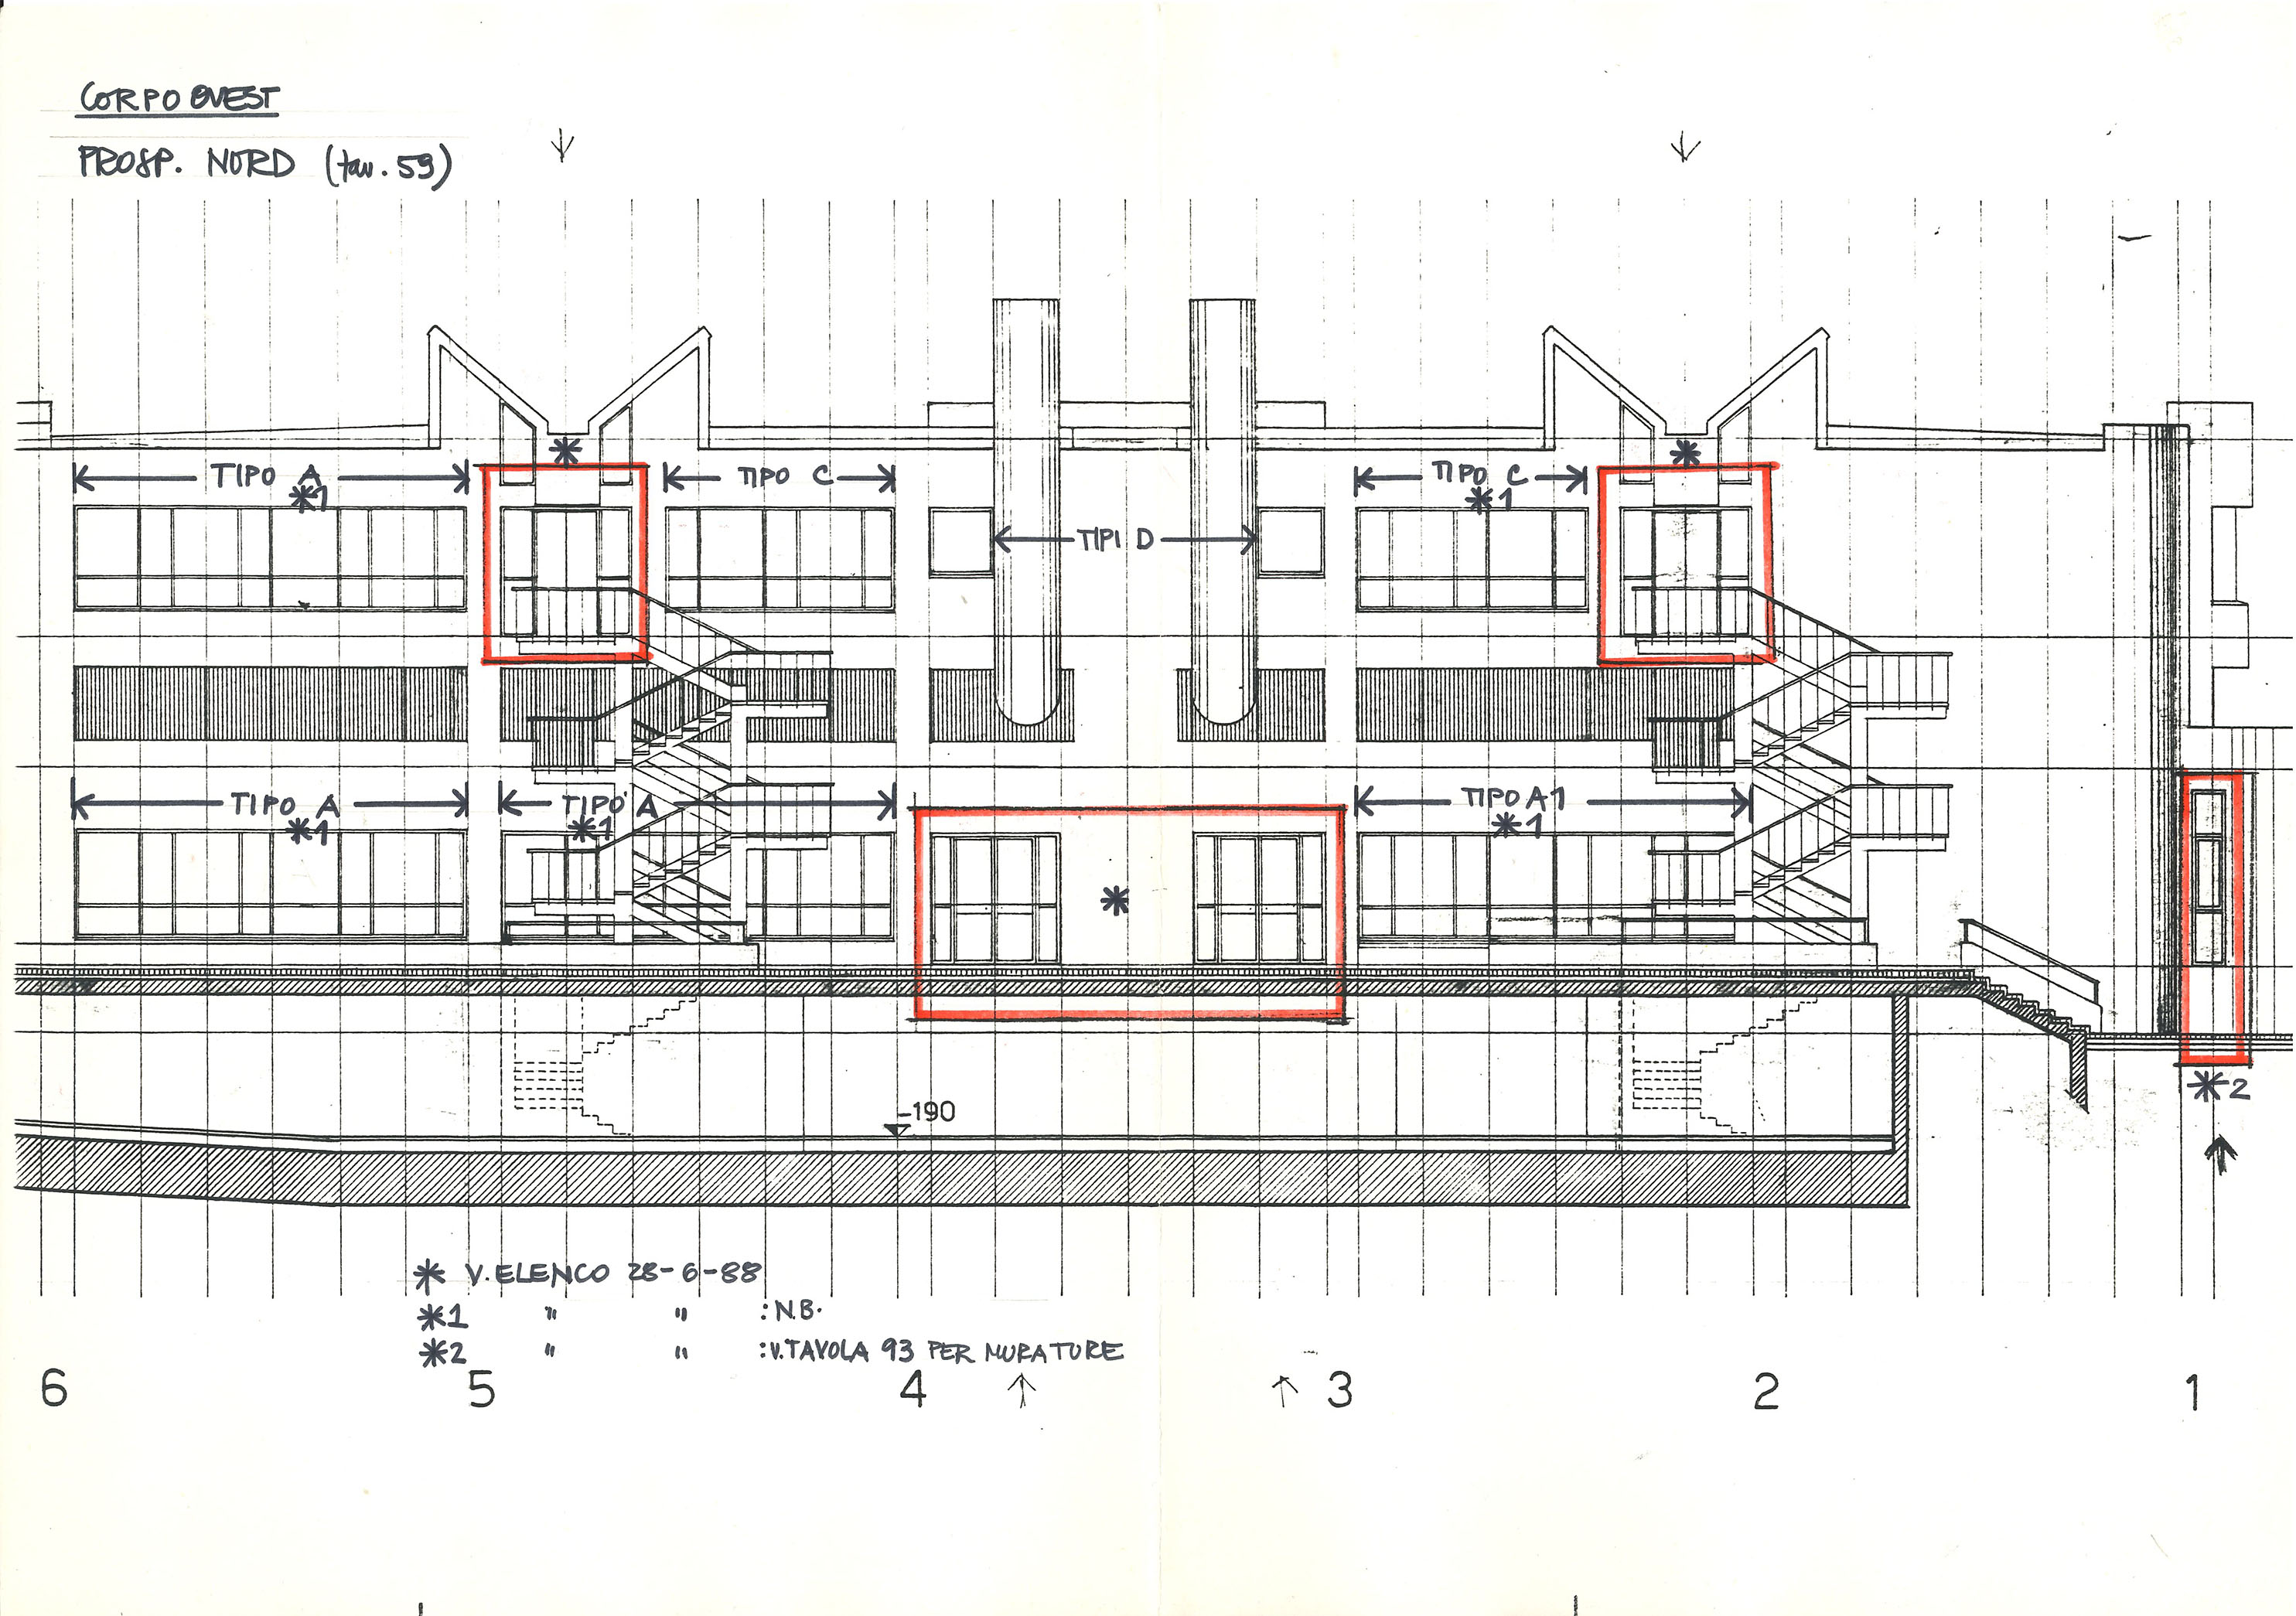 CORPO OVEST
PROSP. NORD (tav. 59)
*
*
TIPO A
*1
TIPO C
TIPI D
TIPO C
*1
TIPO A
*1
TIPO A
*1
*
TIPO A1
*1
*2
-190
* V. ELENCO 28-6-88
*1 " " : N.B.
*2 " " : V. TAVOLA 93 PER MURATURE
6 5 4 3 2 1